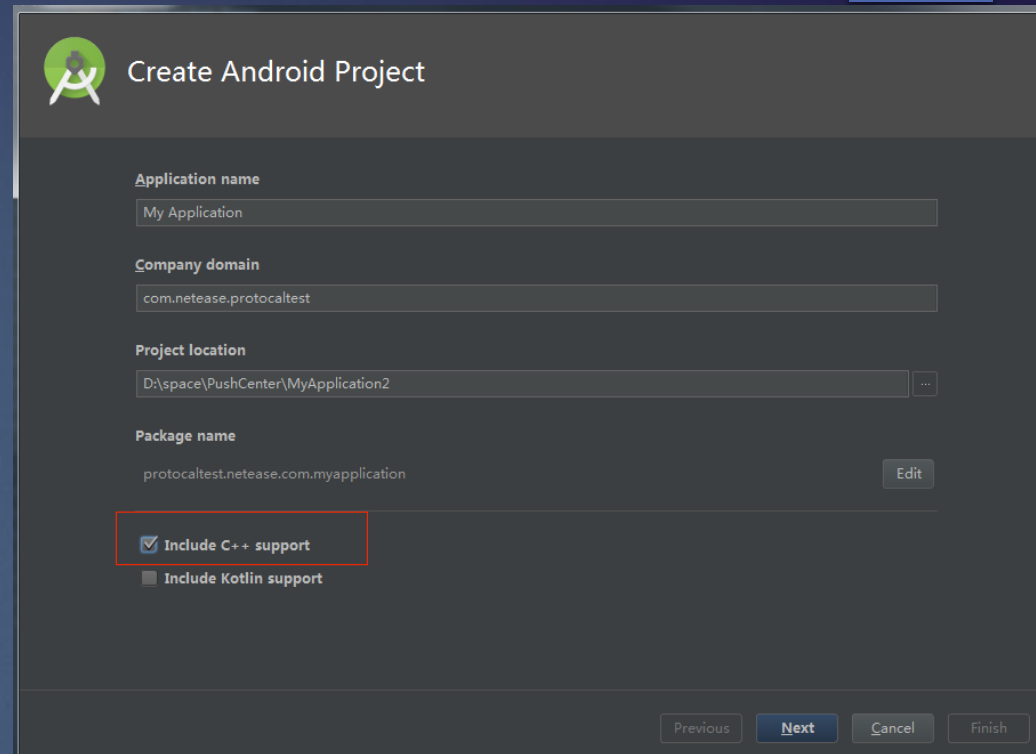 Create Android Project
Application name
My Application
Company domain
com.netease.protocaltest
Project location
D:\space\PushCenter\MyApplication2
...
Package name
protocaltest.netease.com.myapplication
Edit
Include C++ support
Include Kotlin support
Previous
Next
Cancel
Finish